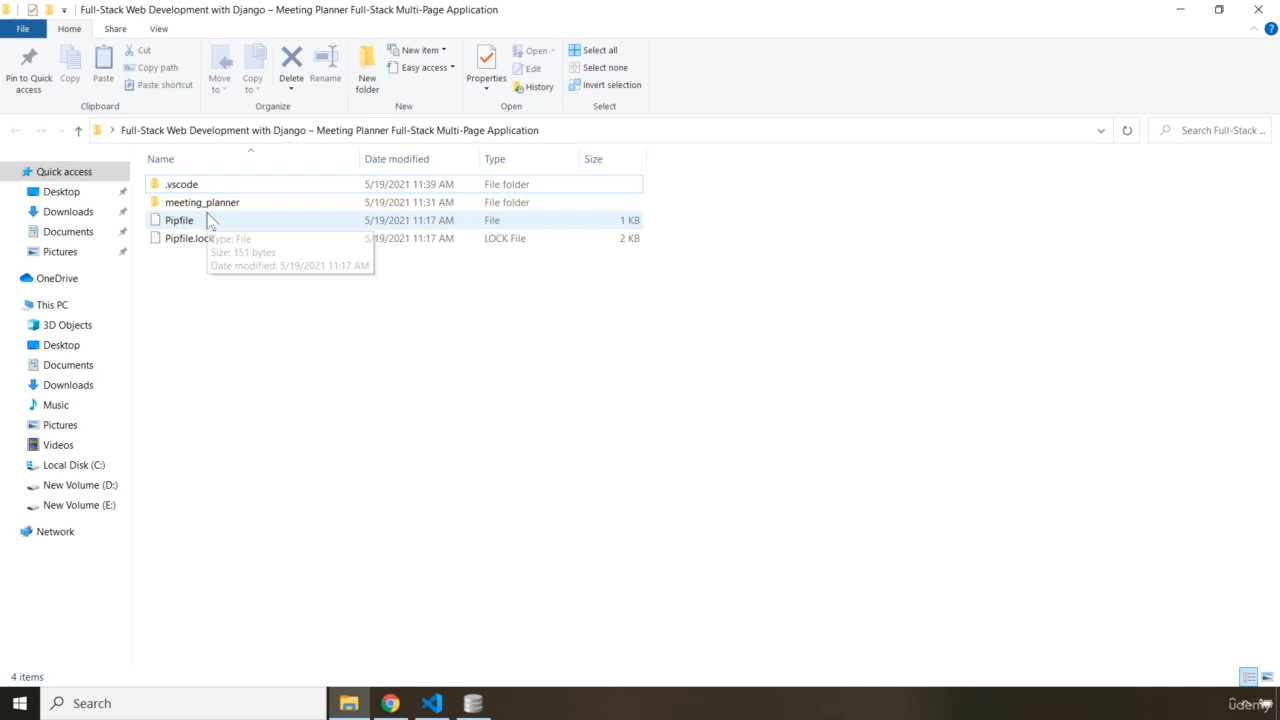 Full-Stack Web Development with Django – Meeting Planner Full-Stack Multi-Page Application
File Home Share View
Pin to Quick access
Copy
Paste
Cut
Copy path
Paste shortcut
Clipboard
Move to
Copy to
Delete
Rename
Organize
New folder
New item
Easy access
New
Properties
Open
Edit
History
Open
Select all
Select none
Invert selection
Select
Full-Stack Web Development with Django – Meeting Planner Full-Stack Multi-Page Application
Search Full-Stack ...
Name Date modified Type Size
.vscode 5/19/2021 11:39 AM File folder
meeting_planner 5/19/2021 11:31 AM File folder
Pipfile 5/19/2021 11:17 AM File 1 KB
Pipfile.lock 5/19/2021 11:17 AM LOCK File 2 KB
Type: File
Size: 151 bytes
Date modified: 5/19/2021 11:17 AM
Quick access
Desktop
Downloads
Documents
Pictures
OneDrive
This PC
3D Objects
Desktop
Documents
Downloads
Music
Pictures
Videos
Local Disk (C:)
New Volume (D:)
New Volume (E:)
Network
4 items
Search
udemy